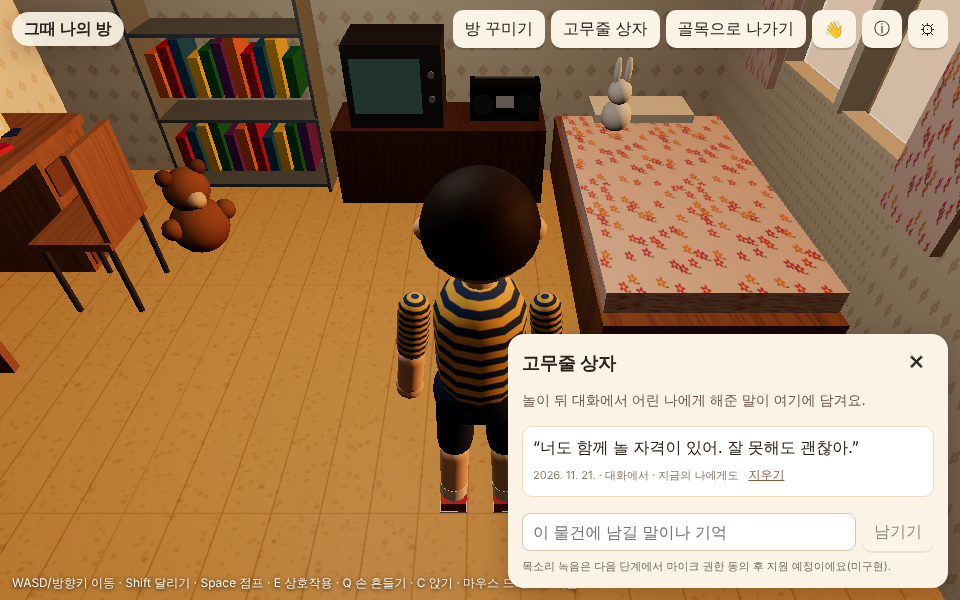 그때 나의 방
방 꾸미기
고무줄 상자
골목으로 나가기
고무줄 상자
놀이 뒤 대화에서 어린 나에게 해준 말이 여기에 담겨요.
“너도 함께 놀 자격이 있어. 잘 못해도 괜찮아.”
2026. 11. 21. · 대화에서 · 지금의 나에게도 지우기
이 물건에 남길 말이나 기억
남기기
목소리 녹음은 다음 단계에서 마이크 권한 동의 후 지원 예정이에요(미구현).
WASD/방향키 이동 · Shift 달리기 · Space 점프 · E 상호작용 · Q 손 흔들기 · C 앉기 · 마우스